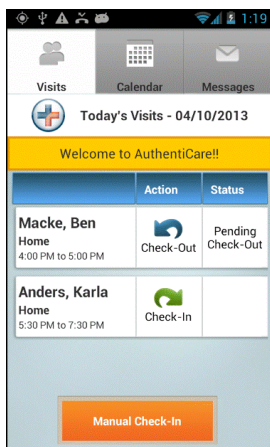 1:19
Visits
Calendar
Messages
Today's Visits - 04/10/2013
Welcome to AuthentiCare!!
Action
Status
Macke, Ben
Home
4:00 PM to 5:00 PM
Check-Out
Pending
Check-Out
Anders, Karla
Home
5:30 PM to 7:30 PM
Check-In
Manual Check-In